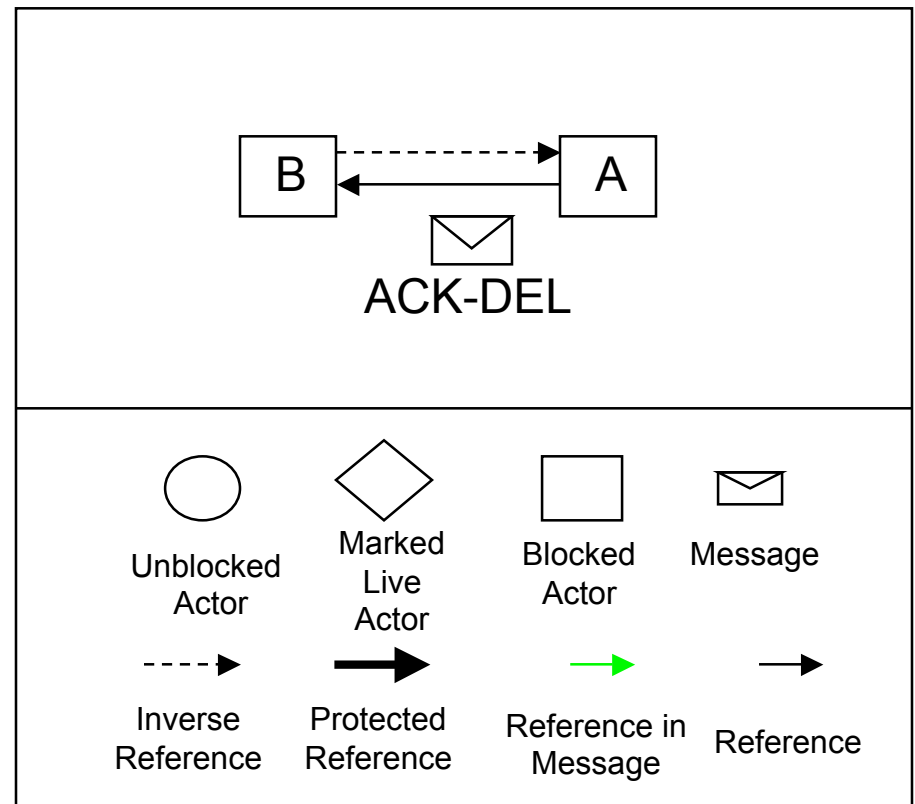 B
A
ACK-DEL
Unblocked
Actor
Marked
Live
Actor
Blocked
Actor
Message
Inverse
Reference
Protected
Reference
Reference in
Message
Reference